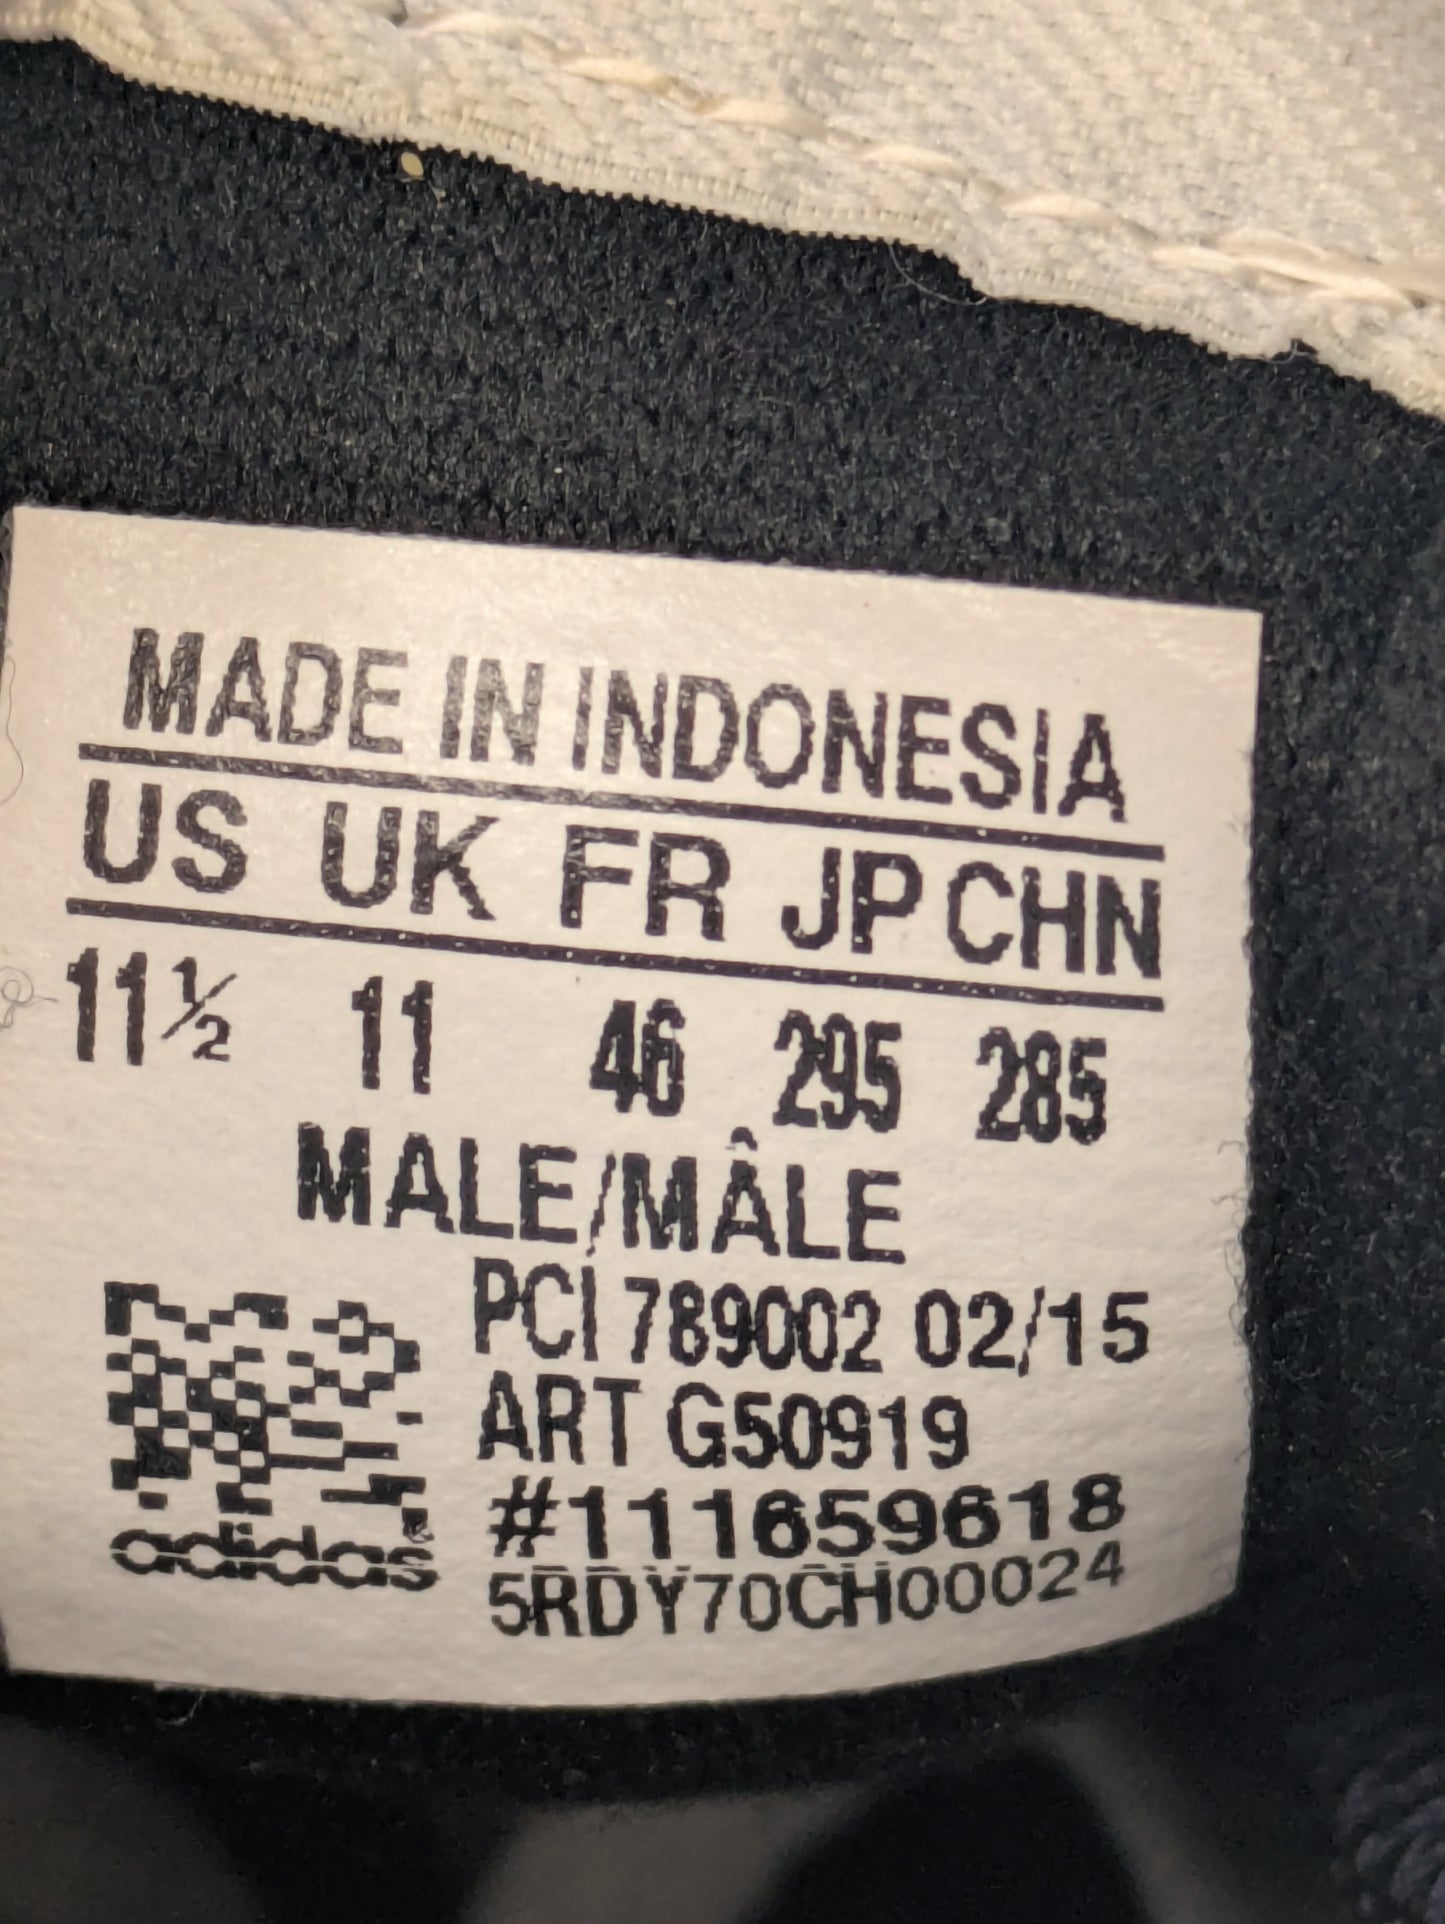 MADE IN INDONESIA
US UK FR JP CHN
11½ 11 46 295 285
MALE/MÂLE
PCI 789002 02/15
ART G50919
#111659618
adidas
5RDY70CH00024